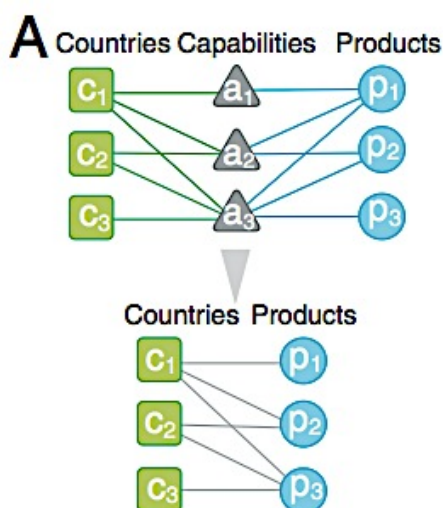 A Countries Capabilities Products
c1 a1 p1
c2 a2 p2
c3 a3 p3
Countries Products
c1 p1
c2 p2
c3 p3